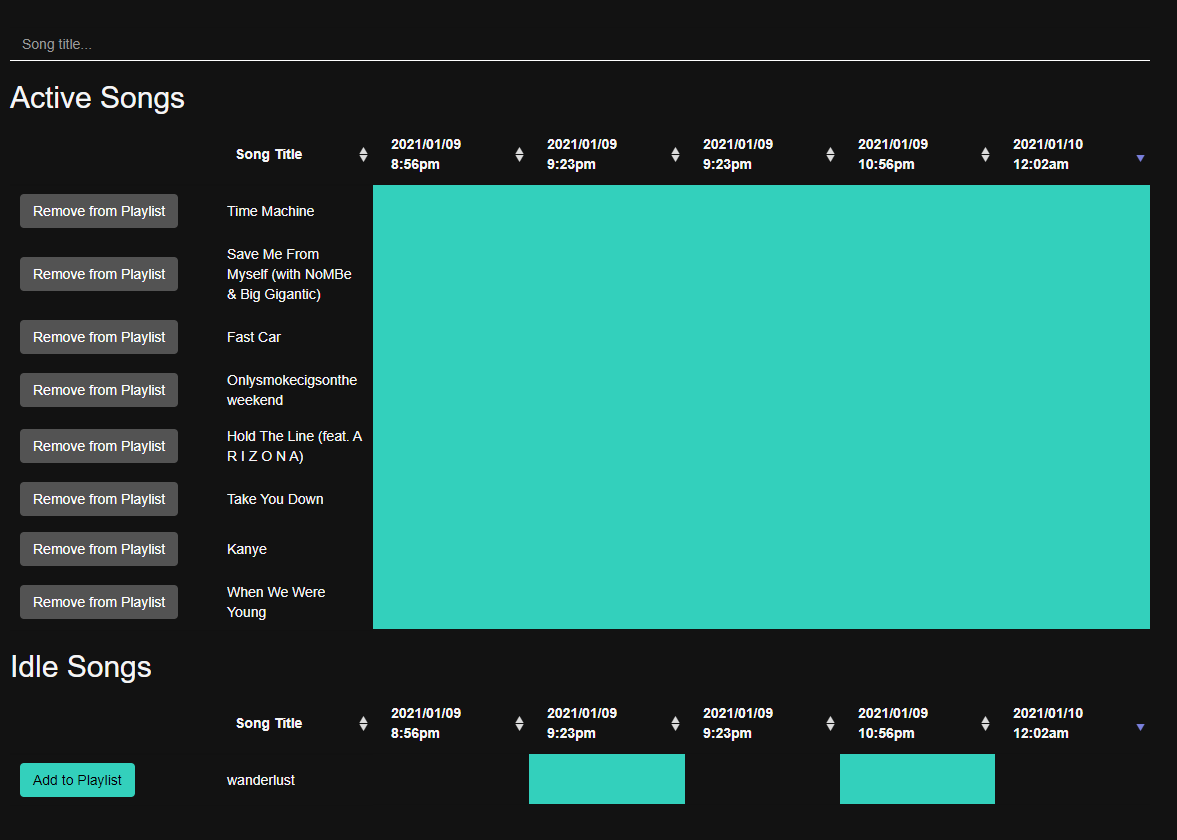 Song title...
Active Songs
Song Title
2021/01/09
8:56pm
2021/01/09
9:23pm
2021/01/09
9:23pm
2021/01/09
10:56pm
2021/01/10
12:02am
Remove from Playlist
Time Machine
Remove from Playlist
Save Me From
Myself (with NoMBe
& Big Gigantic)
Remove from Playlist
Fast Car
Remove from Playlist
Onlysmokecigsonthe
weekend
Remove from Playlist
Hold The Line (feat. A
R I Z O N A)
Remove from Playlist
Take You Down
Remove from Playlist
Kanye
Remove from Playlist
When We Were
Young
Idle Songs
Song Title
2021/01/09
8:56pm
2021/01/09
9:23pm
2021/01/09
9:23pm
2021/01/09
10:56pm
2021/01/10
12:02am
Add to Playlist
wanderlust